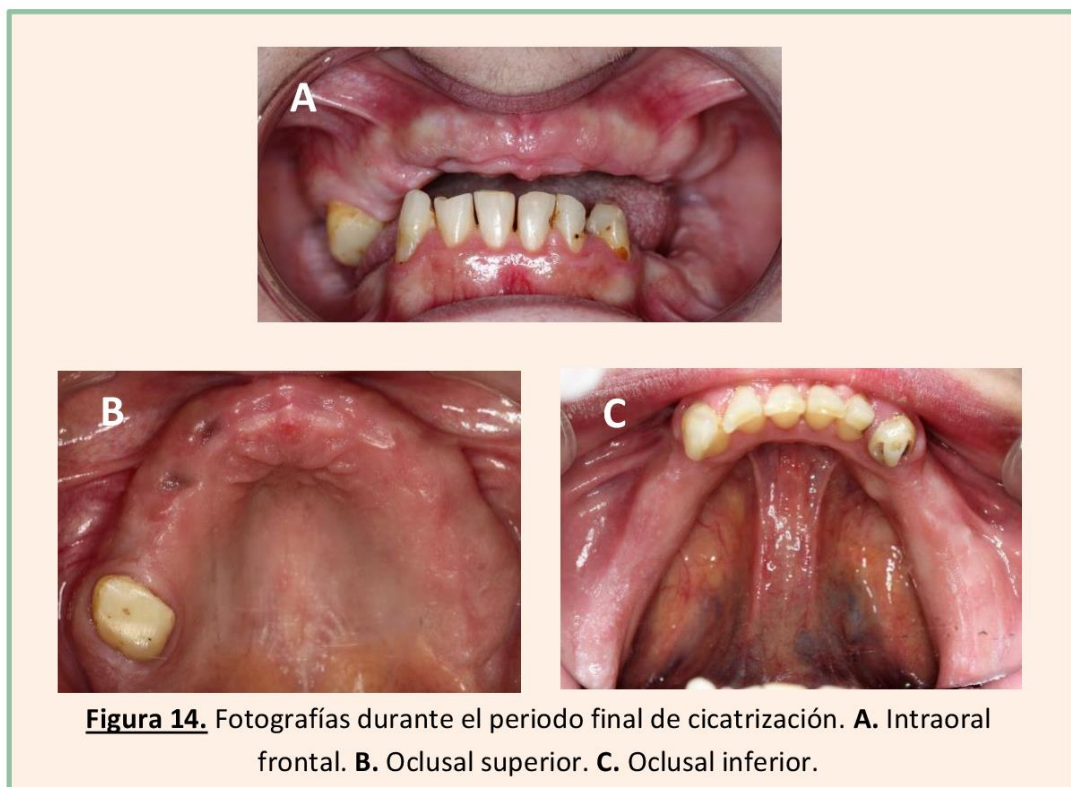 A
B
C
Figura 14. Fotografías durante el periodo final de cicatrización. A. Intraoral
frontal. B. Oclusal superior. C. Oclusal inferior.